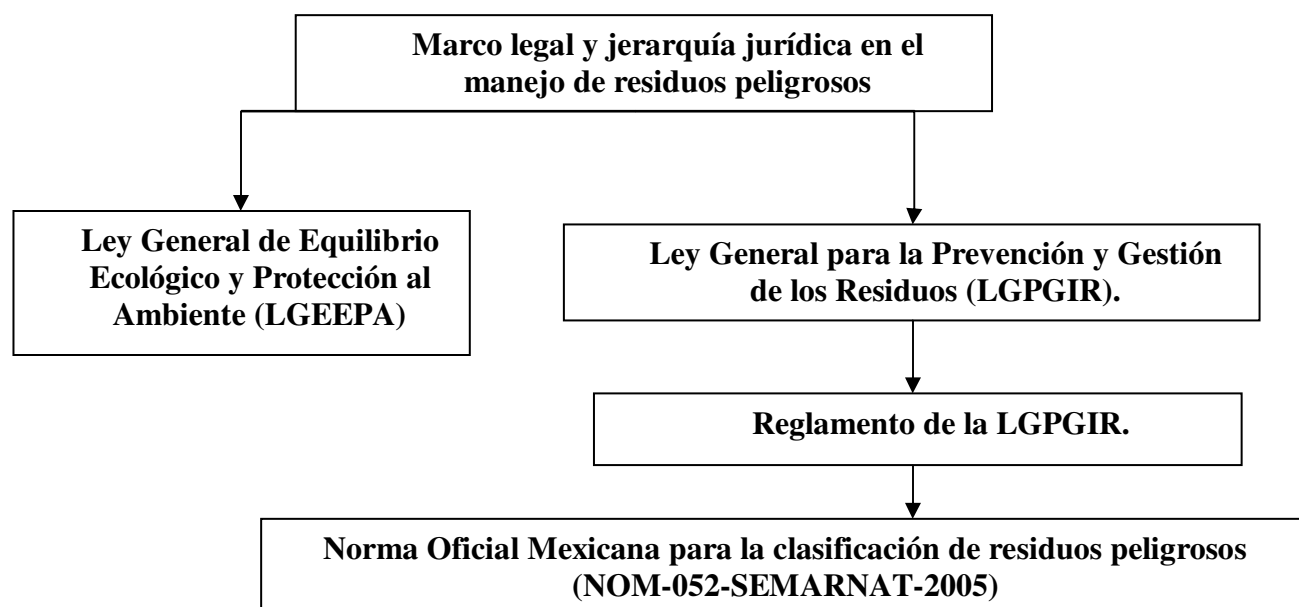 Marco legal y jerarquía jurídica en el
manejo de residuos peligrosos
Ley General de Equilibrio
Ecológico y Protección al
Ambiente (LGEEPA)
Ley General para la Prevención y Gestión
de los Residuos (LGPGIR).
Reglamento de la LGPGIR.
Norma Oficial Mexicana para la clasificación de residuos peligrosos
(NOM-052-SEMARNAT-2005)